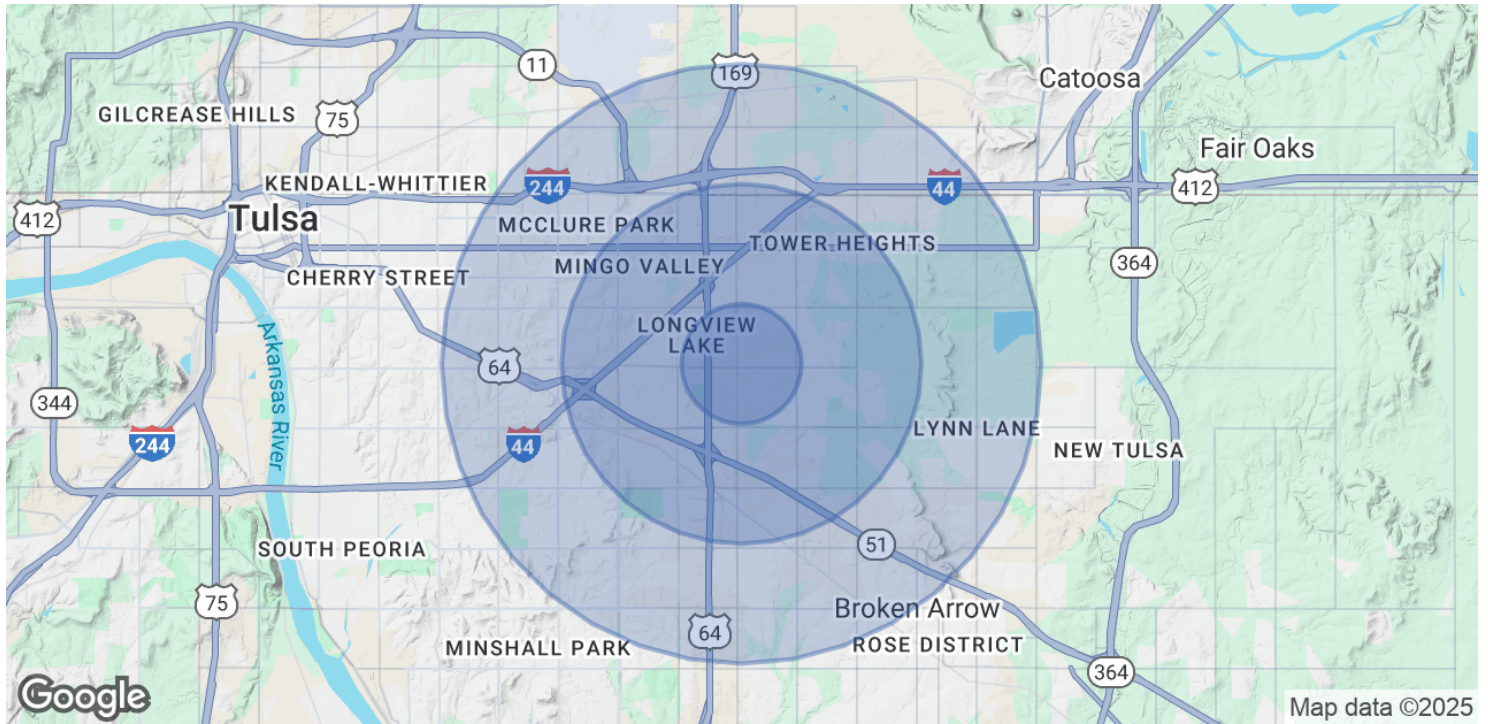 11
169
Catoosa
75
GILCREASE HILLS
Fair Oaks
KENDALL-WHITTIER
244
44
412
412
Tulsa
MCCLURE PARK
TOWER HEIGHTS
364
MINGO VALLEY
CHERRY STREET
LONGVIEW
LAKE
64
Arkansas River
344
LYNN LANE
244
44
NEW TULSA
SOUTH PEORIA
51
75
Broken Arrow
64
MINSHALL PARK
ROSE DISTRICT
364
Google
Map data ©2025